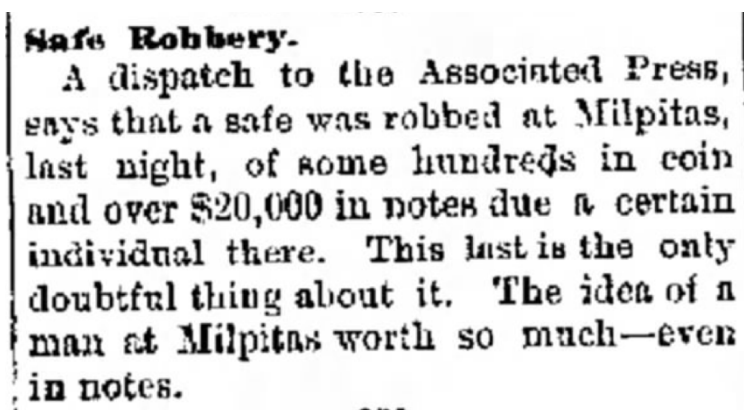 Safe Robbery.
A dispatch to the Associated Press,
says that a safe was robbed at Milpitas,
last night, of some hundreds in coin
and over $20,000 in notes due a certain
individual there. This last is the only
doubtful thing about it. The idea of a
man at Milpitas worth so much—even
in notes.